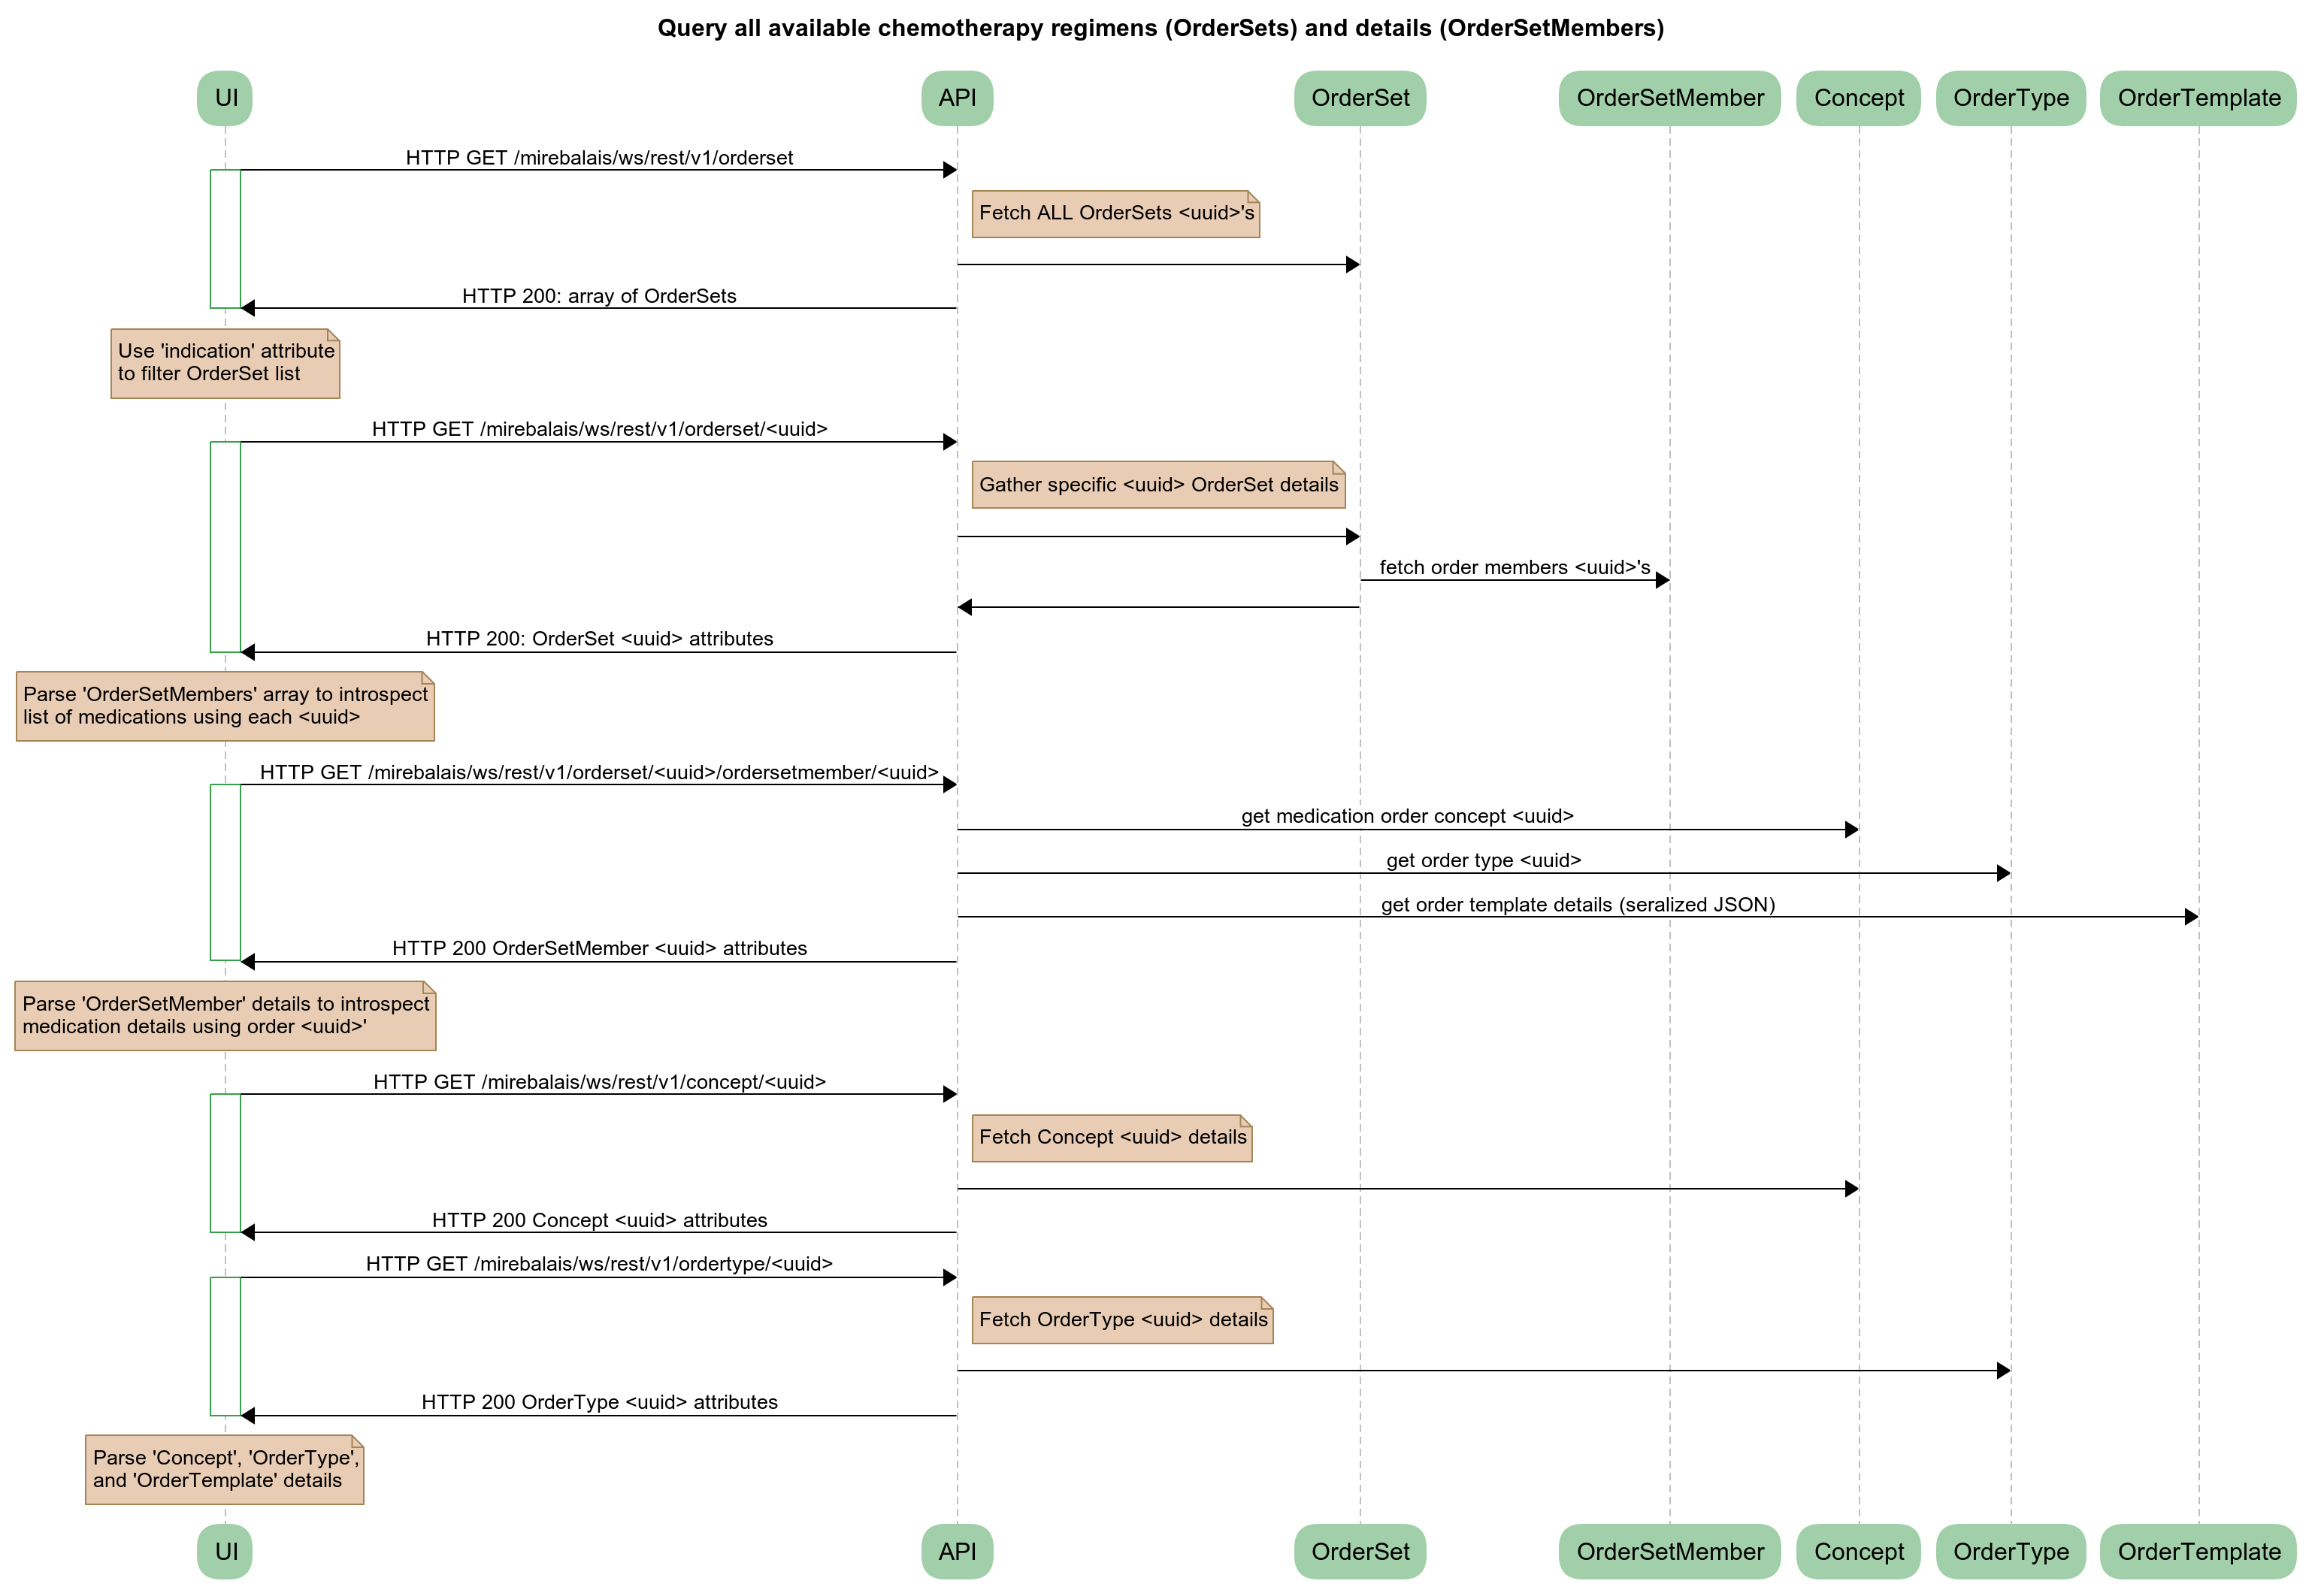 Query all available chemotherapy regimens (OrderSets) and details (OrderSetMembers)
UI
API
OrderSet
OrderSetMember
Concept
OrderType
OrderTemplate
HTTP GET /mirebalais/ws/rest/v1/orderset
Fetch ALL OrderSets <uuid>'s
HTTP 200: array of OrderSets
Use 'indication' attribute
to filter OrderSet list
HTTP GET /mirebalais/ws/rest/v1/orderset/<uuid>
Gather specific <uuid> OrderSet details
fetch order members <uuid>'s
HTTP 200: OrderSet <uuid> attributes
Parse 'OrderSetMembers' array to introspect
list of medications using each <uuid>
HTTP GET /mirebalais/ws/rest/v1/orderset/<uuid>/ordersetmember/<uuid>
get medication order concept <uuid>
get order type <uuid>
get order template details (seralized JSON)
HTTP 200 OrderSetMember <uuid> attributes
Parse 'OrderSetMember' details to introspect
medication details using order <uuid>'
HTTP GET /mirebalais/ws/rest/v1/concept/<uuid>
Fetch Concept <uuid> details
HTTP 200 Concept <uuid> attributes
HTTP GET /mirebalais/ws/rest/v1/ordertype/<uuid>
Fetch OrderType <uuid> details
HTTP 200 OrderType <uuid> attributes
Parse 'Concept', 'OrderType',
and 'OrderTemplate' details
UI
API
OrderSet
OrderSetMember
Concept
OrderType
OrderTemplate